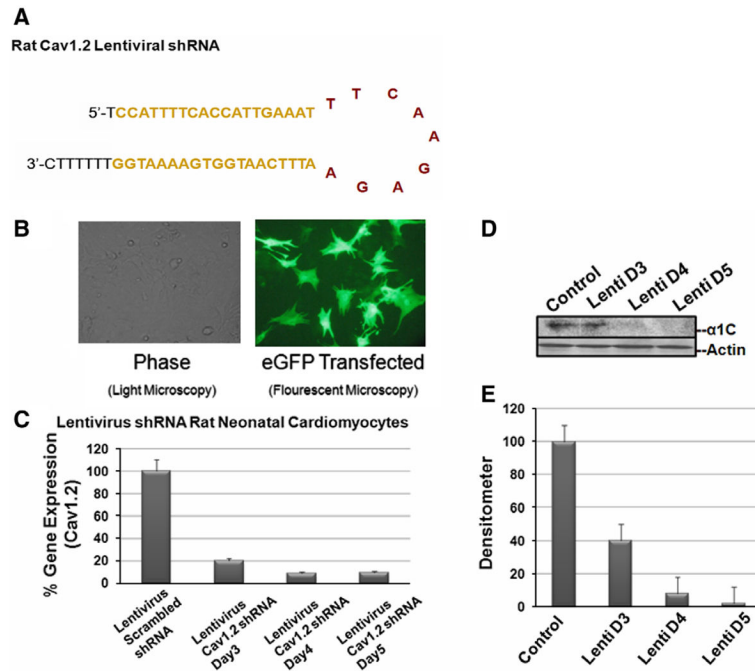 A
Rat Cav1.2 Lentiviral shRNA
5'-TCCATTTTCACCATTGAAAT
TTCAAGAGA
3'-CTTTTTTGGTAAAAGTGGTAACTTTA
B
Phase
(Light Microscopy)
eGFP Transfected
(Flourescent Microscopy)
C
Lentivirus shRNA Rat Neonatal Cardiomyocytes
% Gene Expression
(Cav1.2)
120
100
80
60
40
20
0
Lentivirus
Scrambled
shRNA
Lentivirus
Cav1.2 shRNA
Day3
Lentivirus
Cav1.2 shRNA
Day4
Lentivirus
Cav1.2 shRNA
Day5
D
Control
Lenti D3
Lenti D4
Lenti D5
--α1C
--Actin
E
Densitometer
120
100
80
60
40
20
0
Control
Lenti D3
Lenti D4
Lenti D5